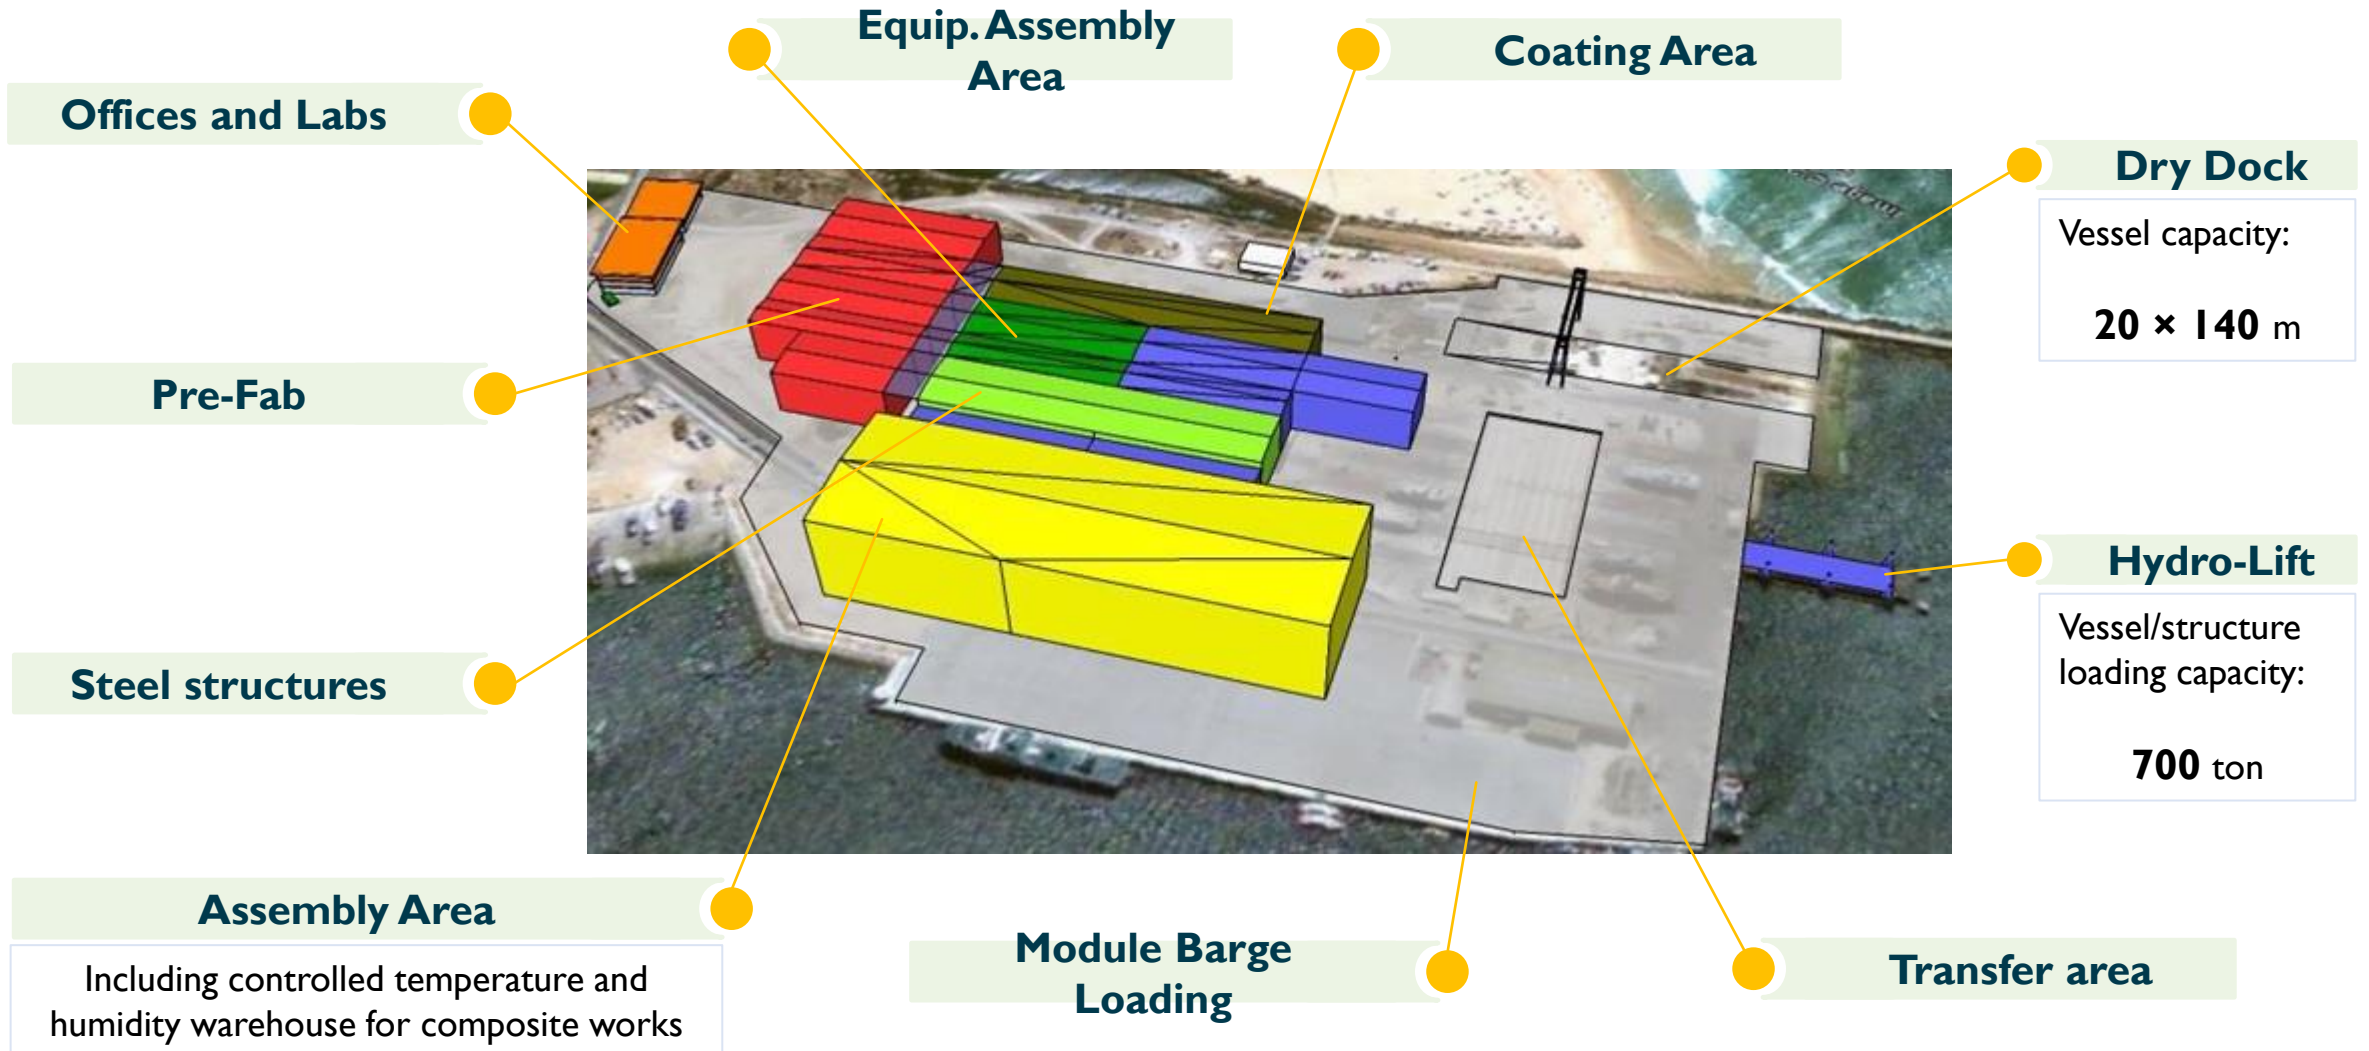 Equip. Assembly
Area
Coating Area
Offices and Labs
Dry Dock
Vessel capacity:
20 × 140 m
Pre-Fab
Hydro-Lift
Vessel/structure
loading capacity:
700 ton
Steel structures
Assembly Area
Including controlled temperature and
humidity warehouse for composite works
Module Barge
Loading
Transfer area